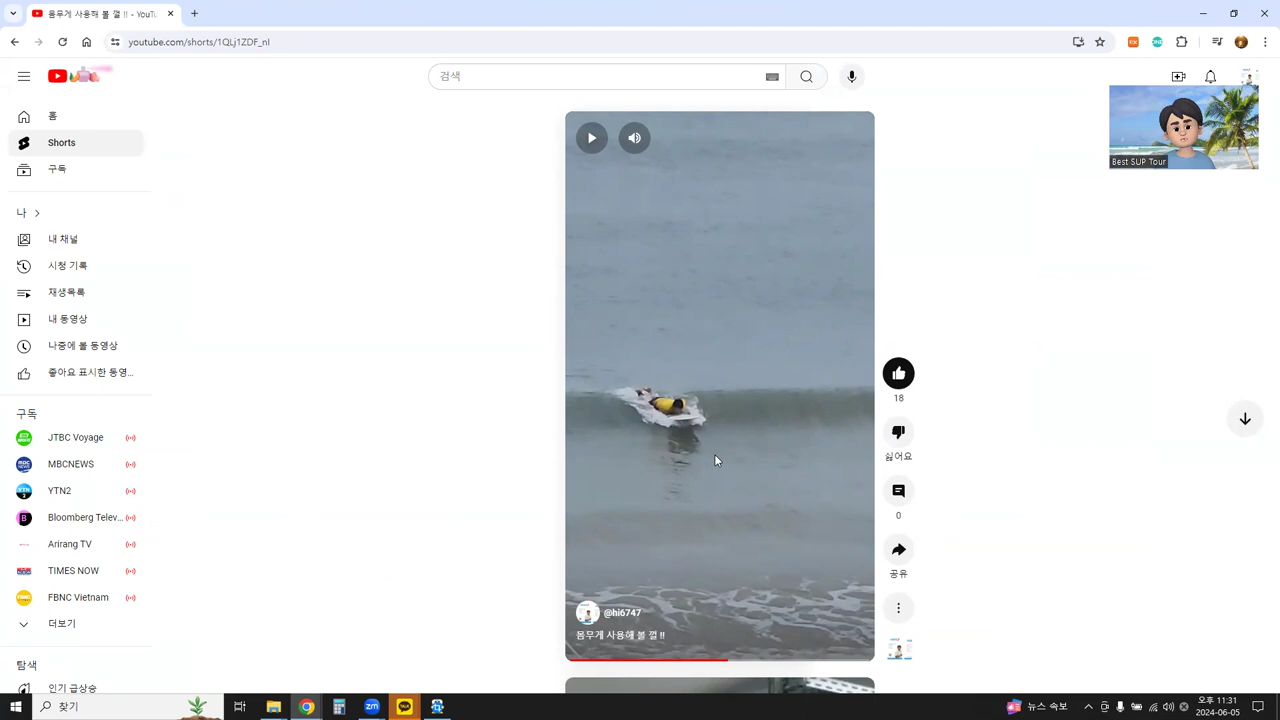 몸무게 사용해 볼 껄 !! - YouTu
youtube.com/shorts/1QLj1ZDF_nI
검색
홈
Shorts
구독
나
내 채널
시청 기록
재생목록
내 동영상
나중에 볼 동영상
좋아요 표시한 동영...
구독
JTBC Voyage
MBCNEWS
YTN2
Bloomberg Telev...
Arirang TV
TIMES NOW
FBNC Vietnam
더보기
탐색
인기 급상승
Best SUP Tour
18
싫어요
0
공유
@hi6747
몸무게 사용해 볼 껄 !!
찾기
뉴스 속보
오후 11:31
2024-06-05